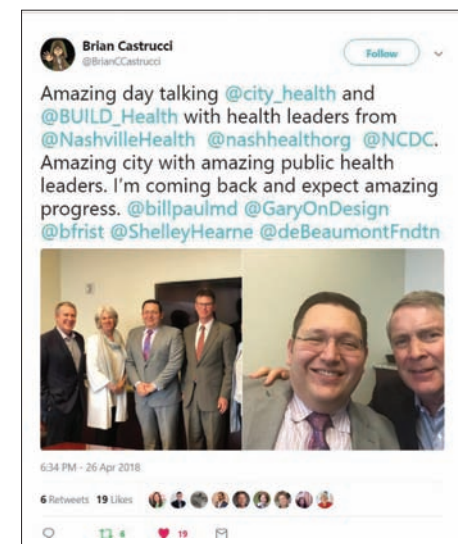 Brian Castrucci
@BrianCCastrucci
Follow
Amazing day talking @city_health and
@BUILD_Health with health leaders from
@NashvilleHealth @nashhealthorg @NCDC.
Amazing city with amazing public health
leaders. I'm coming back and expect amazing
progress. @billpaulmd @GaryOnDesign
@bfrist @ShelleyHearne @deBeaumontFndtn
6:34 PM - 26 Apr 2018
6 Retweets 19 Likes
6 19